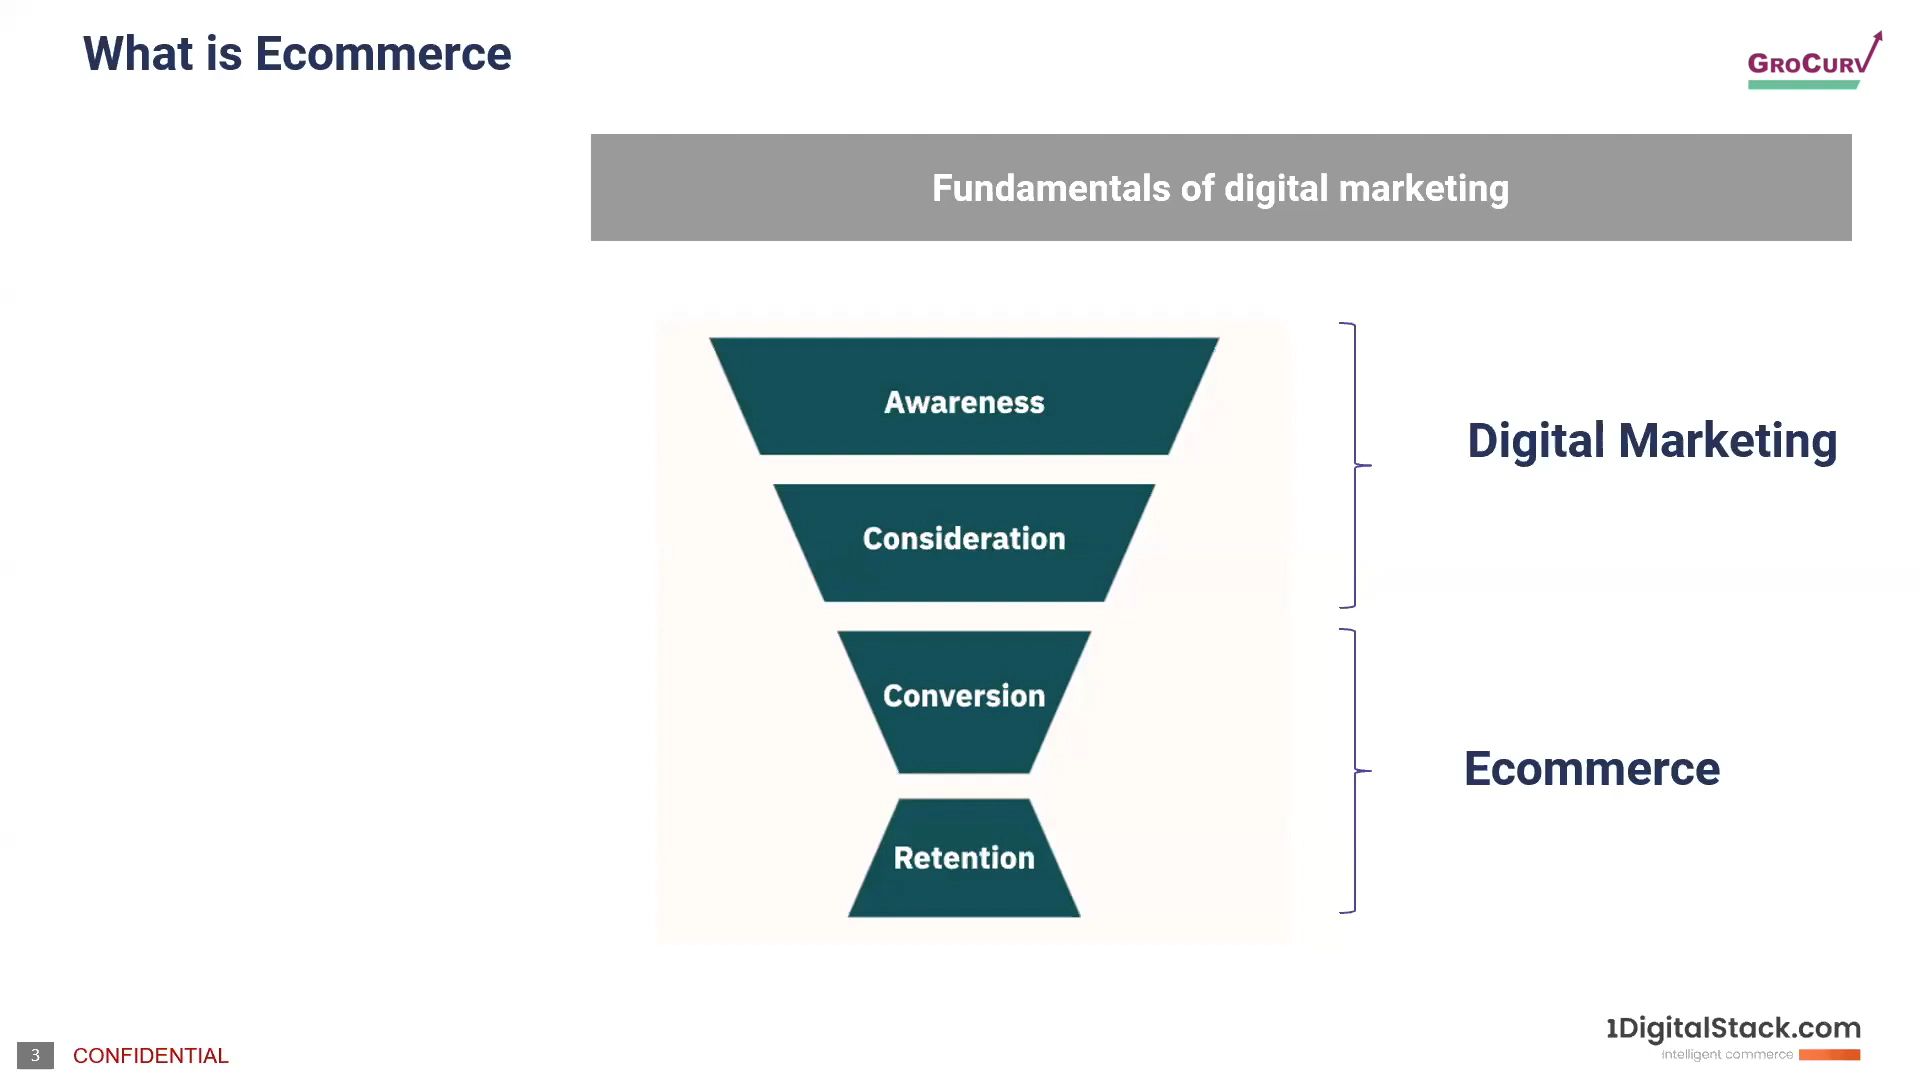 What is Ecommerce
GROCURV
Fundamentals of digital marketing
Awareness
Consideration
Conversion
Retention
Digital Marketing
Ecommerce
1DigitalStack.com
intelligent commerce
3
CONFIDENTIAL